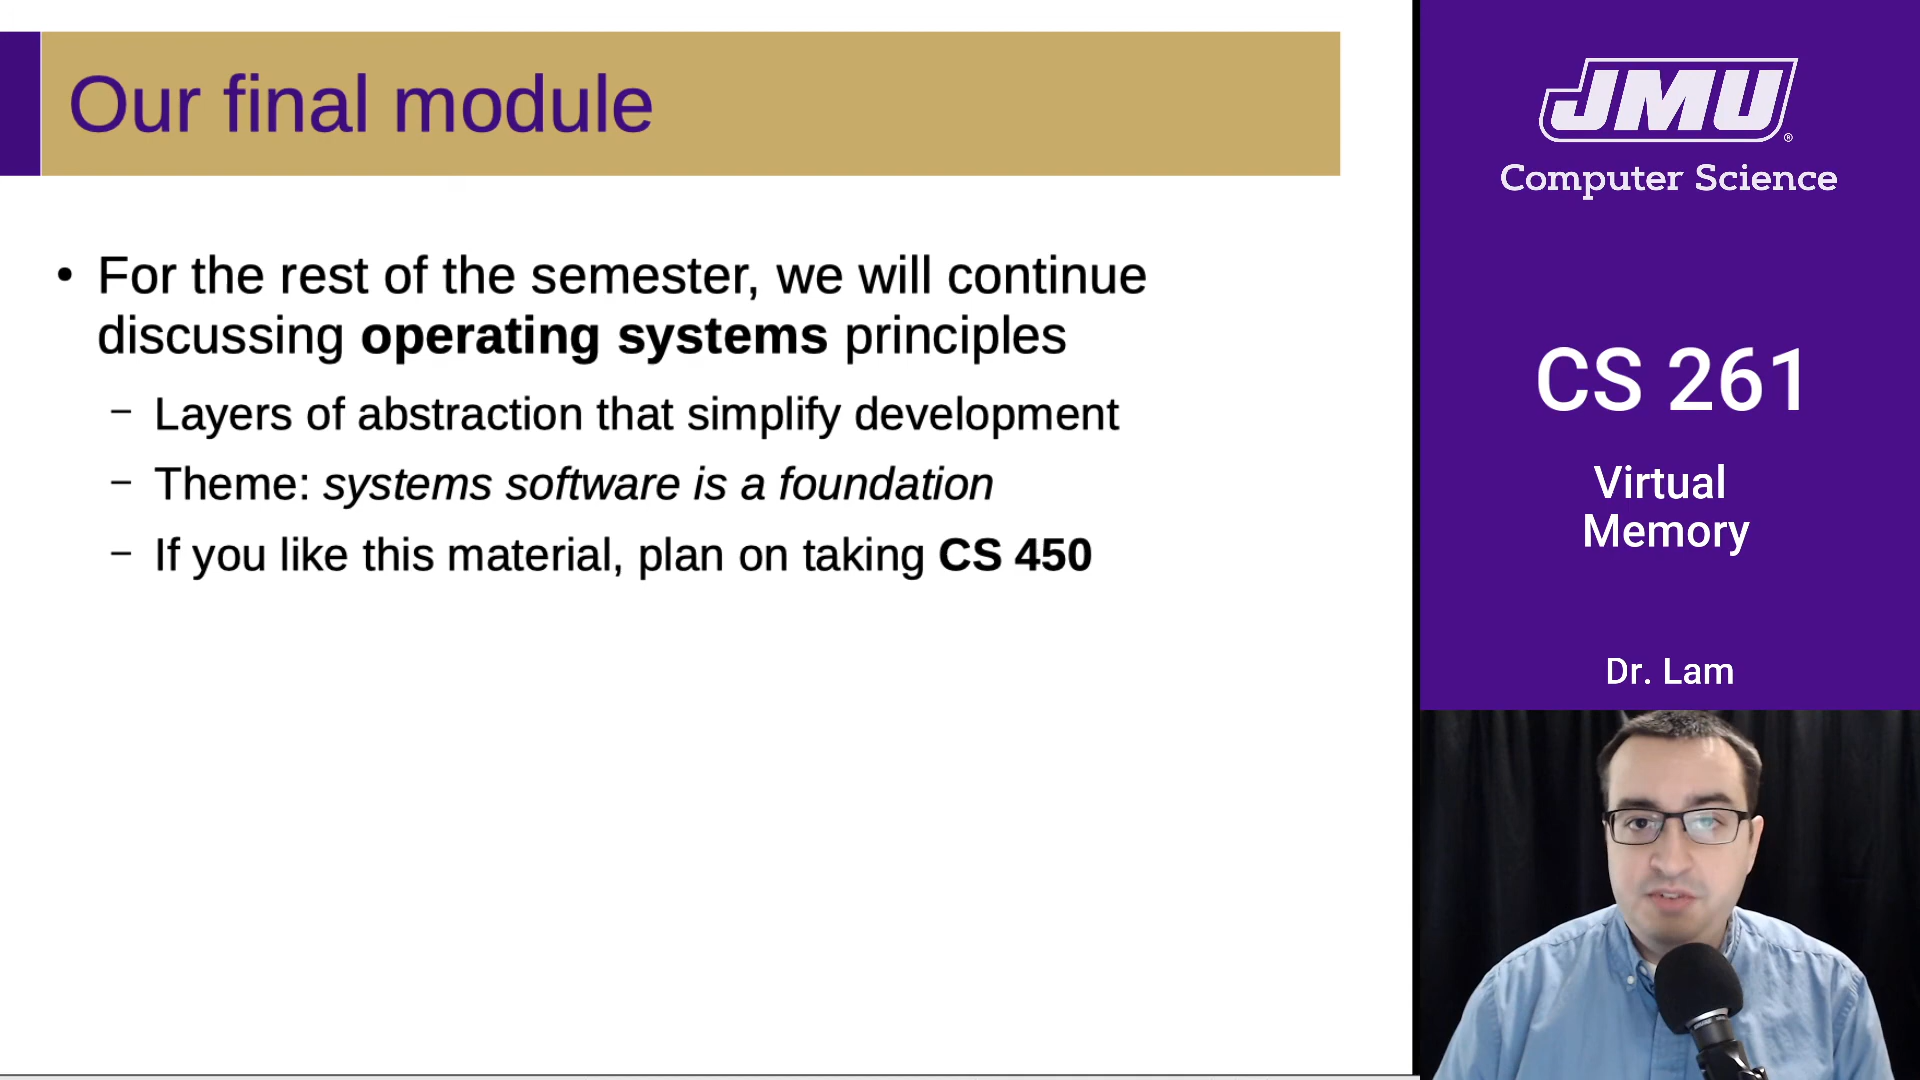 Our final module
• For the rest of the semester, we will continue
discussing operating systems principles
– Layers of abstraction that simplify development
– Theme: systems software is a foundation
– If you like this material, plan on taking CS 450
JMU®
Computer Science
CS 261
Virtual
Memory
Dr. Lam